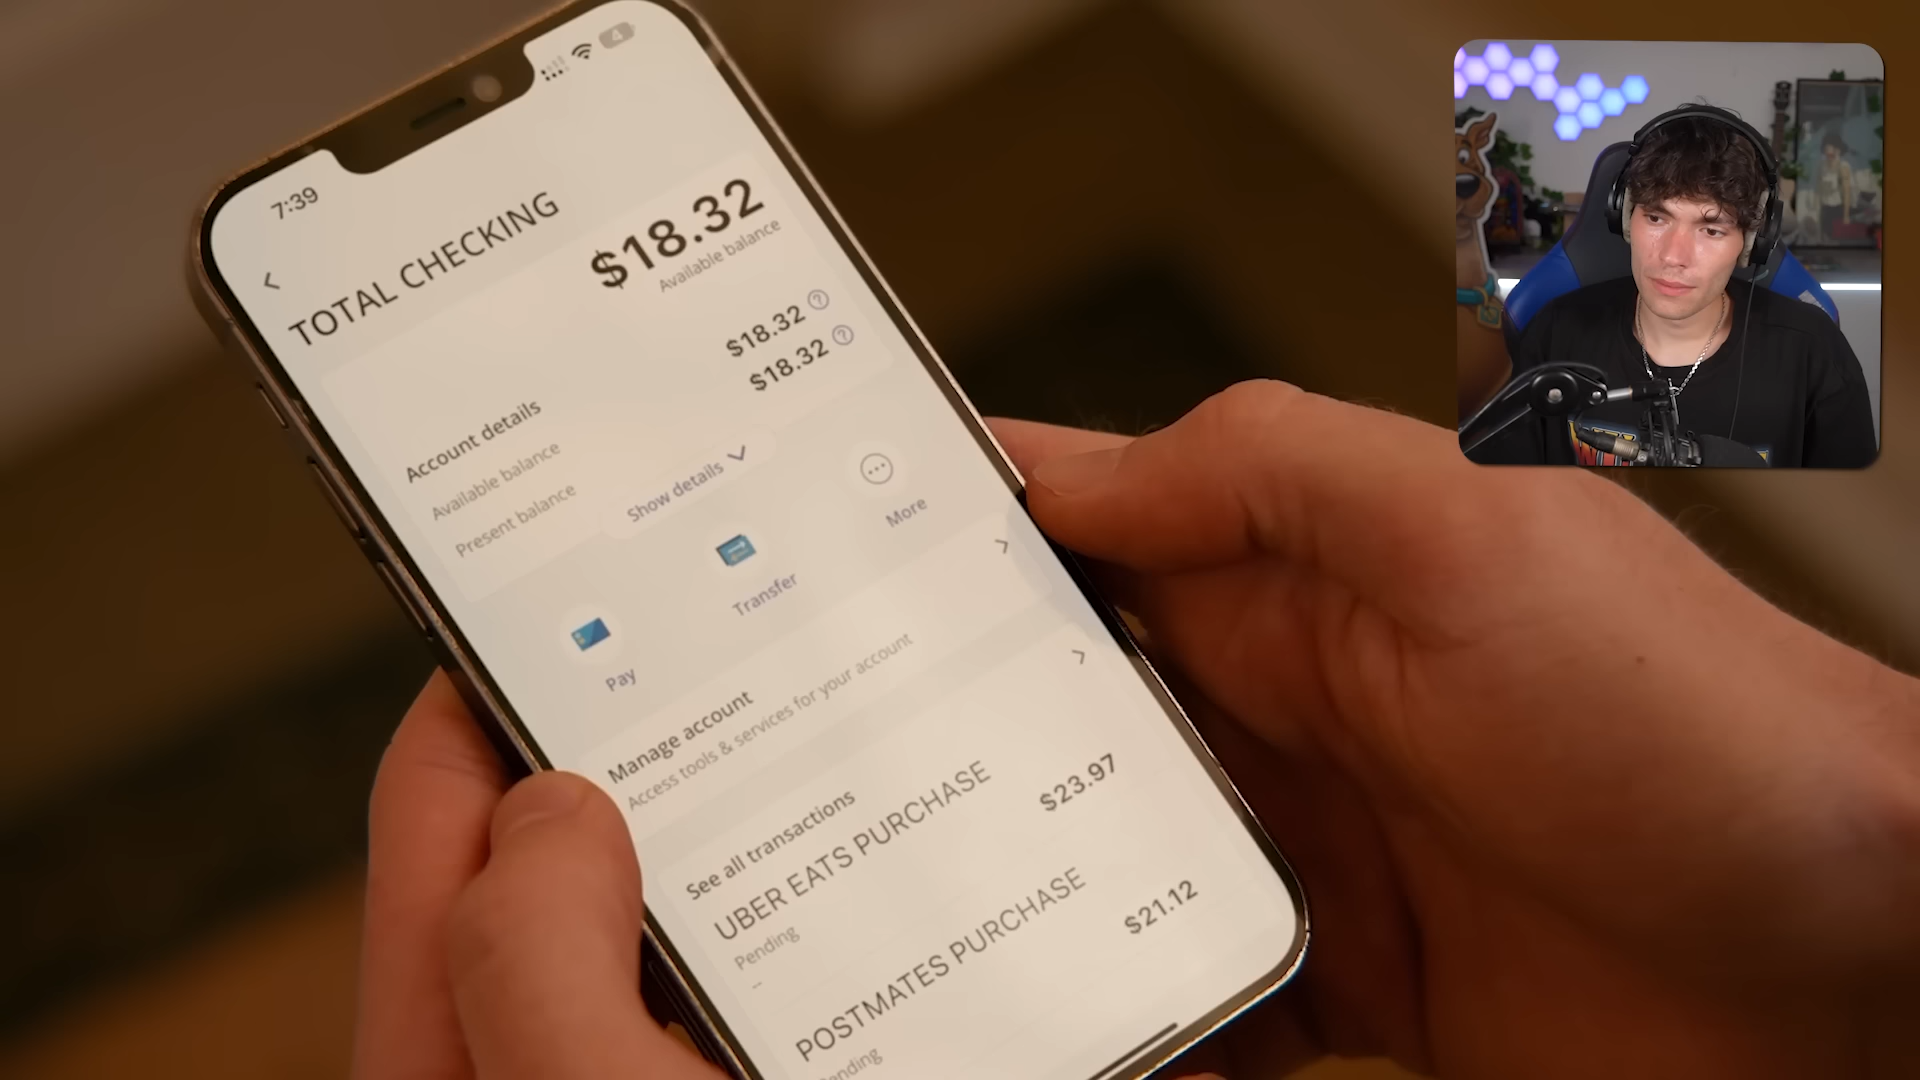 7:39
4
TOTAL CHECKING
$18.32
Available balance
Account details
Available balance $18.32
Present balance $18.32
Show details
Pay
Transfer
More
Manage account
Access tools & services for your account
See all transactions
UBER EATS PURCHASE $23.97
Pending
--
POSTMATES PURCHASE $21.12
Pending